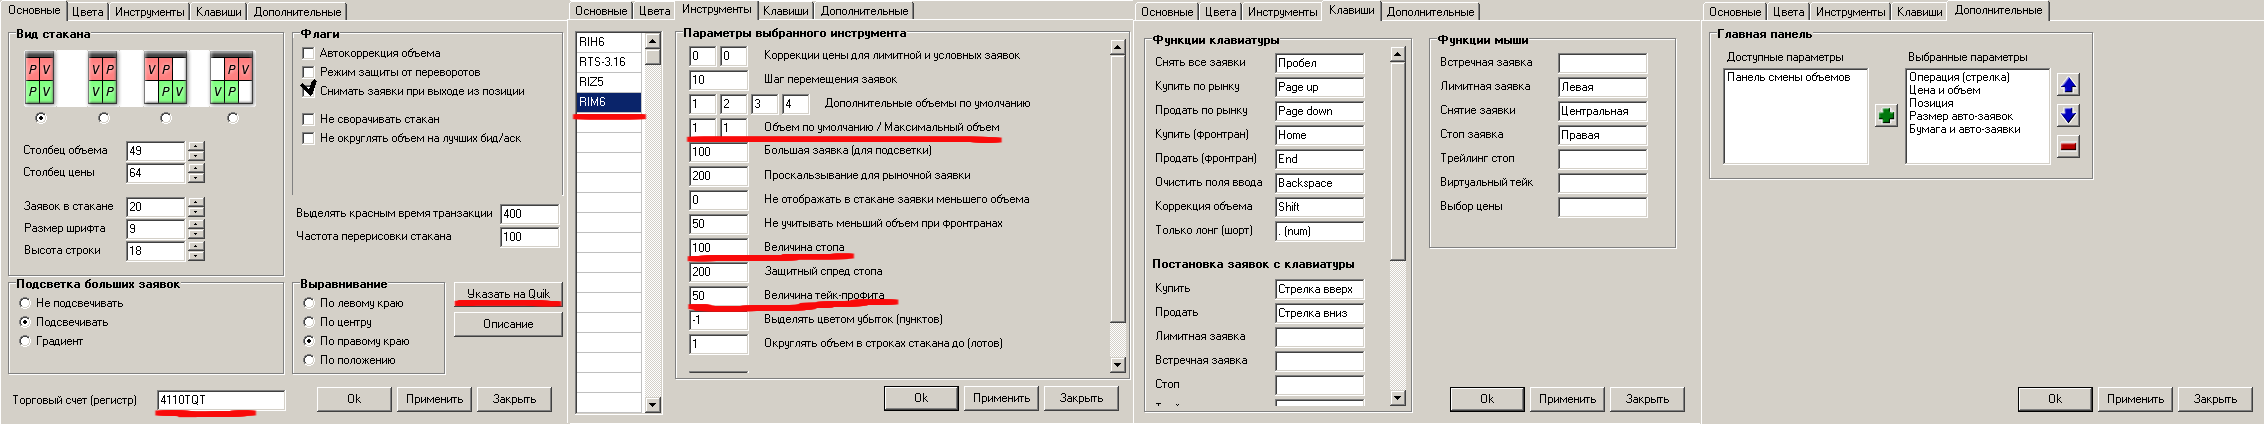 Основные Цвета Инструменты Клавиши Дополнительные
Вид стакана
P V V P P V P V
P V V P P V P V
Столбец объема 49
Столбец цены 64
Заявок в стакане 20
Размер шрифта 9
Высота строки 18
Флаги
Автокоррекция объема
Режим защиты от переворотов
Снимать заявки при выходе из позиции
Не сворачивать стакан
Не округлять объем на лучших бид/аск
Выделять красным время транзакции 400
Частота перерисовки стакана 100
Подсветка больших заявок
Не подсвечивать
Подсвечивать
Градиент
Выравнивание
По левому краю
По центру
По правому краю
По положению
Указать на Quik
Описание
Торговый счет (регистр) 4110TQT
Ok Применить Закрыть
Основные Цвета Инструменты Клавиши Дополнительные
RIH6
RTS-3.16
RIZ5
RIM6
Параметры выбранного инструмента
0 0 Коррекции цены для лимитной и условных заявок
10 Шаг перемещения заявок
1 2 3 4 Дополнительные объемы по умолчанию
1 1 Объем по умолчанию / Максимальный объем
100 Большая заявка (для подсветки)
200 Проскальзывание для рыночной заявки
0 Не отображать в стакане заявки меньшего объема
50 Не учитывать меньший объем при фронтранах
100 Величина стопа
200 Защитный спред стопа
50 Величина тейк-профита
-1 Выделять цветом убыток (пунктов)
1 Округлять объем в строках стакана до (лотов)
Ok Применить Закрыть
Основные Цвета Инструменты Клавиши Дополнительные
Функции клавиатуры
Снять все заявки Пробел
Купить по рынку Page up
Продать по рынку Page down
Купить (фронтран) Home
Продать (фронтран) End
Очистить поля ввода Backspace
Коррекция объема Shift
Только лонг (шорт) . (num)
Постановка заявок с клавиатуры
Купить Стрелка вверх
Продать Стрелка вниз
Лимитная заявка
Встречная заявка
Стоп
Функции мыши
Встречная заявка
Лимитная заявка Левая
Снятие заявки Центральная
Стоп заявка Правая
Трейлинг стоп
Виртуальный тейк
Выбор цены
Ok Применить Закрыть
Основные Цвета Инструменты Клавиши Дополнительные
Главная панель
Доступные параметры
Панель смены объемов
Выбранные параметры
Операция (стрелка)
Цена и объем
Позиция
Размер авто-заявок
Бумага и авто-заявки
Ok Применить Закрыть